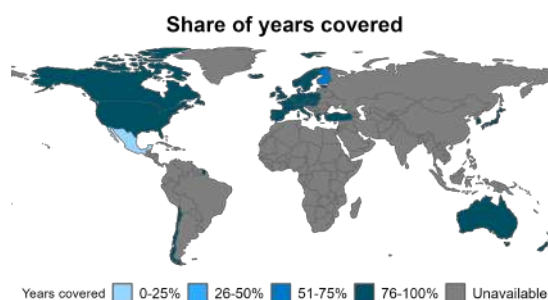 Share of years covered
Years covered 0-25% 26-50% 51-75% 76-100% Unavailable